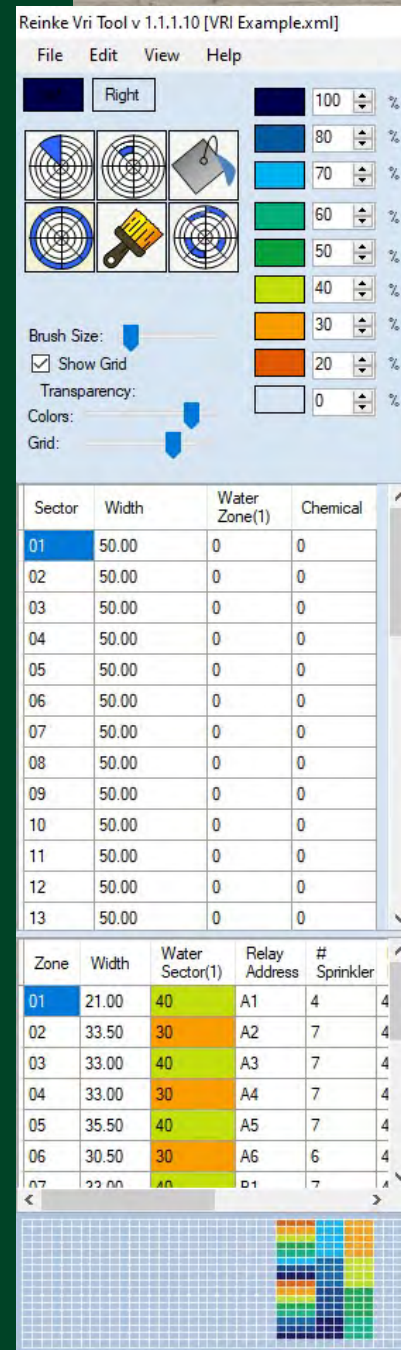 Reinke Vri Tool v 1.1.1.10 [VRI Example.xml]
File Edit View Help
Right 100 %
80 %
70 %
60 %
50 %
40 %
Brush Size: 30 %
Show Grid 20 %
Transparency: 0 %
Colors:
Grid:
Sector Width Water Zone(1) Chemical
01 50.00 0 0
02 50.00 0 0
03 50.00 0 0
04 50.00 0 0
05 50.00 0 0
06 50.00 0 0
07 50.00 0 0
08 50.00 0 0
09 50.00 0 0
10 50.00 0 0
11 50.00 0 0
12 50.00 0 0
13 50.00 0 0
Zone Width Water Sector(1) Relay Address # Sprinkler
01 21.00 40 A1 4 4
02 33.50 30 A2 7 4
03 33.00 40 A3 7 4
04 33.00 30 A4 7 4
05 35.50 40 A5 7 4
06 30.50 30 A6 6 4